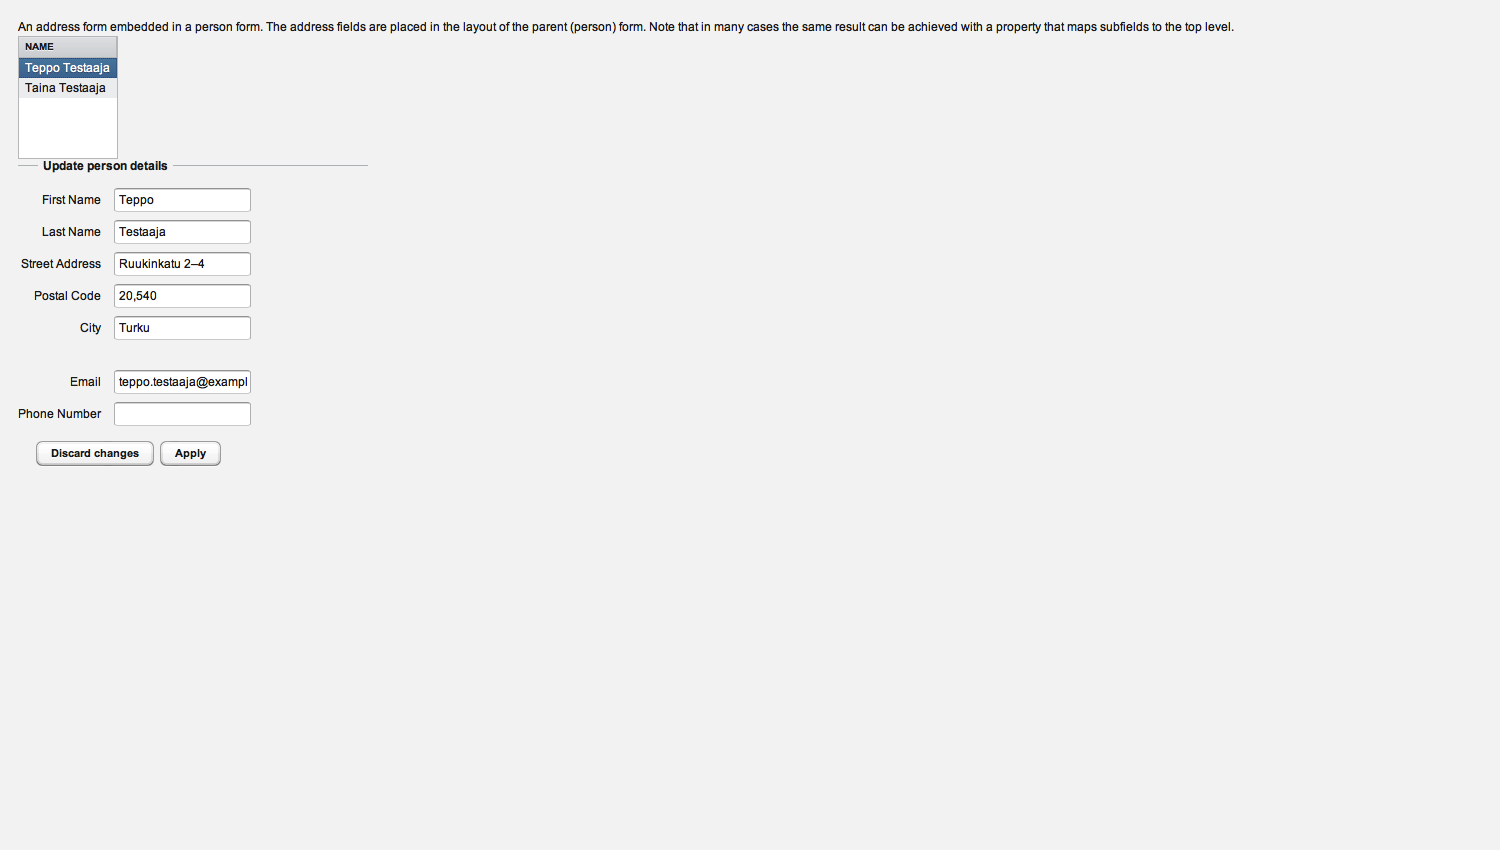 An address form embedded in a person form. The address fields are placed in the layout of the parent (person) form. Note that in many cases the same result can be achieved with a property that maps subfields to the top level.
NAME
Teppo Testaaja
Taina Testaaja
Update person details
First Name Teppo
Last Name Testaaja
Street Address Ruukinkatu 2–4
Postal Code 20,540
City Turku
Email teppo.testaaja@exampl
Phone Number
Discard changes Apply